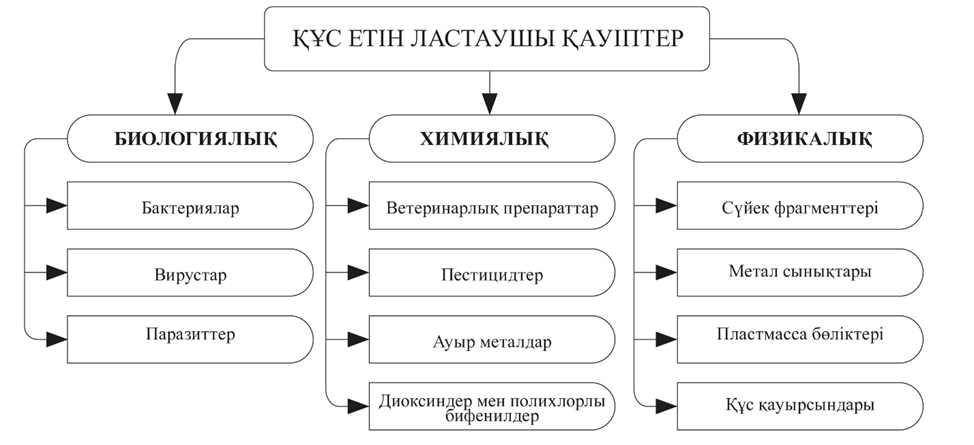 ҚҰС ЕТІН ЛАСТАУШЫ ҚАУІПТЕР
БИОЛОГИЯЛЫҚ
Бактериялар
Вирустар
Паразиттер
ХИМИЯЛЫҚ
Ветеринарлық препараттар
Пестицидтер
Ауыр металдар
Диоксиндер мен полихлорлы
бифенилдер
ФИЗИКАЛЫҚ
Сүйек фрагменттері
Метал сынықтары
Пластмасса бөліктері
Құс қауырсындары